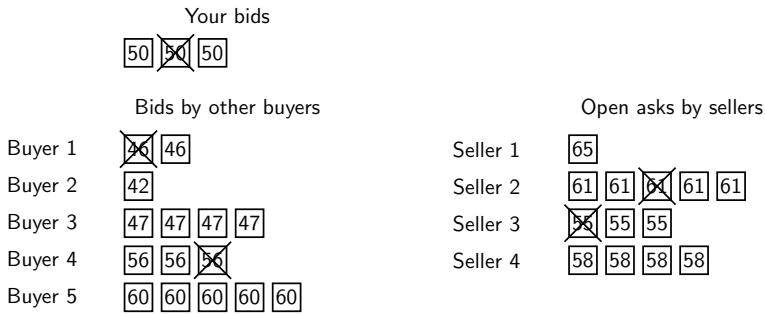 Your bids
50 50 50
Bids by other buyers
Open asks by sellers
Buyer 1 46 46
Seller 1 65
Buyer 2 42
Seller 2 61 61 61 61 61
Buyer 3 47 47 47 47
Seller 3 55 55 55
Buyer 4 56 56 56
Seller 4 58 58 58 58
Buyer 5 60 60 60 60 60